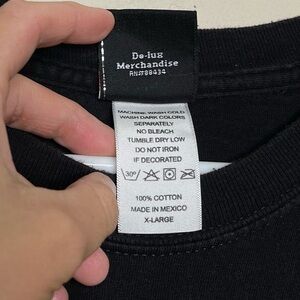 De-lux
Merchandise
RN#88434
MACHINE WASH COLD
WASH DARK COLORS
SEPARATELY
NO BLEACH
TUMBLE DRY LOW
DO NOT IRON
IF DECORATED
30°
100% COTTON
MADE IN MEXICO
X-LARGE